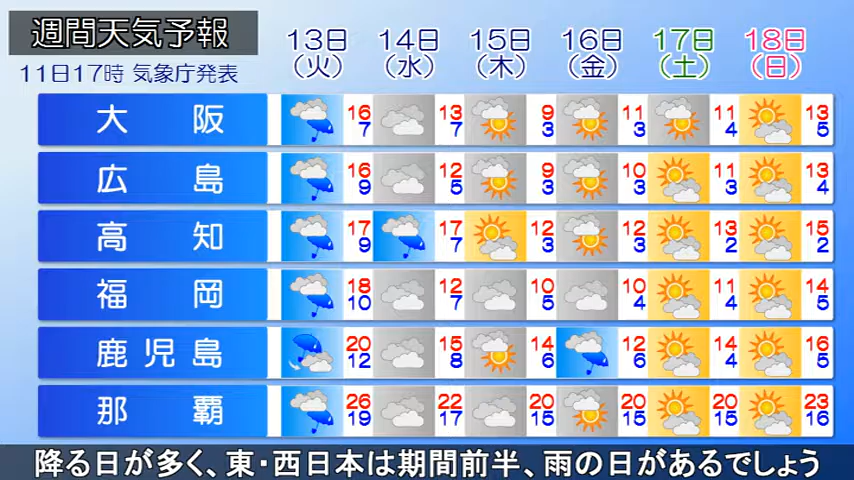 週間天気予報
11日17時 気象庁発表
13日 14日 15日 16日 17日 18日
(火) (水) (木) (金) (土) (日)
大阪 16 13 9 11 11 13
7 7 3 3 4 5
広島 16 12 9 10 11 13
9 5 3 3 3 4
高知 17 17 12 12 13 15
9 7 3 3 2 2
福岡 18 12 10 10 11 14
10 7 5 4 4 5
鹿児島 20 15 14 12 14 16
12 8 6 6 4 5
那覇 26 22 20 20 20 23
19 17 15 15 15 16
降る日が多く、東・西日本は期間前半、雨の日があるでしょう